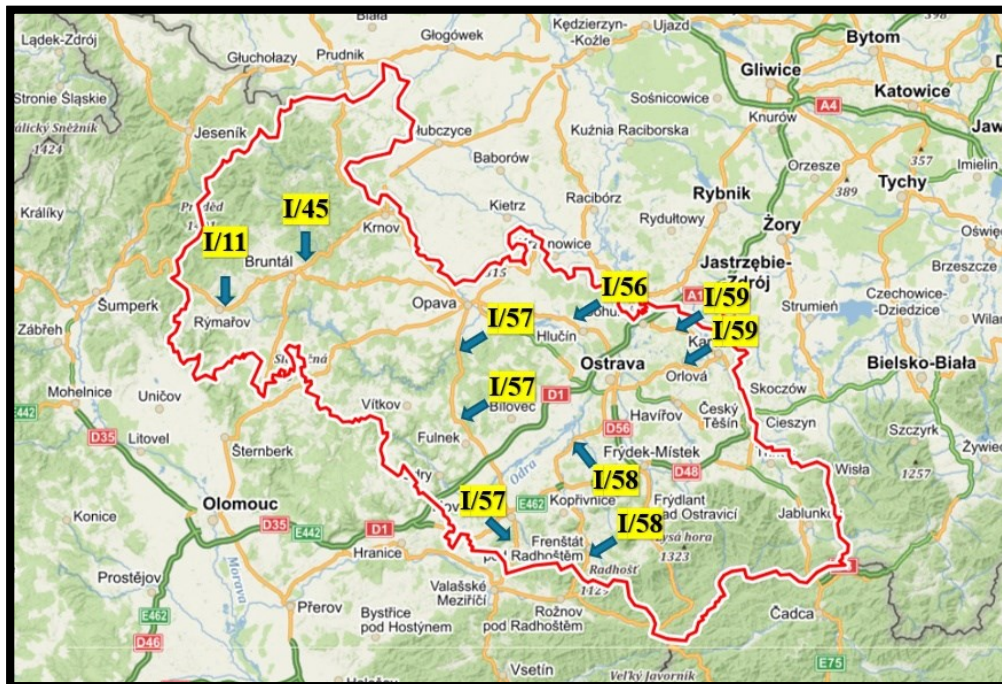 Biała
Głogówek
Kędzierzyn-
Koźle
Ujazd
Bytom
Lądek-Zdrój
Głuchołazy
Prudnik
Gliwice
Stronie Śląskie
Sośnicowice
Katowice
A4
Knurów
Jeseník
Kuźnia Raciborska
1424
Baborów
Orzesze
357
Imielin
Rybnik
389
Tychy
Králíky
Kietrz
Racibórz
Rydułtowy
I/45
I/11
Krnov
Żory
Bruntál
Jastrzębie-
Zdrój
Brzeszcze
I/56
I/59
Šumperk
Opava
Strumień
Czechowice-
Dziedzice
Rýmařov
I/57
Hlučín
I/59
Zábřeh
Ostrava
Orlová
Bielsko-Biała
Mohelnice
Uničov
Vítkov
I/57
D1
Skoczów
Bílovec
Havířov
Český
Těšín
Cieszyn
E442
D35
Litovel
D56
Szczyrk
Fulnek
Šternberk
Frýdek-Místek
Wisła
1257
Odra
D48
Olomouc
I/57
E462
Kopřivnice
I/58
Frýdlant
nad Ostravicí
Konice
D35
E442
D1
I/58
Lysá hora
1323
Hranice
Frenštát
pod Radhoštěm
Radhošť
1129
Prostějov
Morava
Valašské
Meziříčí
Přerov
Rožnov
pod Radhoštěm
Čadca
E462
D46
Bystřice
pod Hostýnem
Vsetín
E75
Veľký Javorník